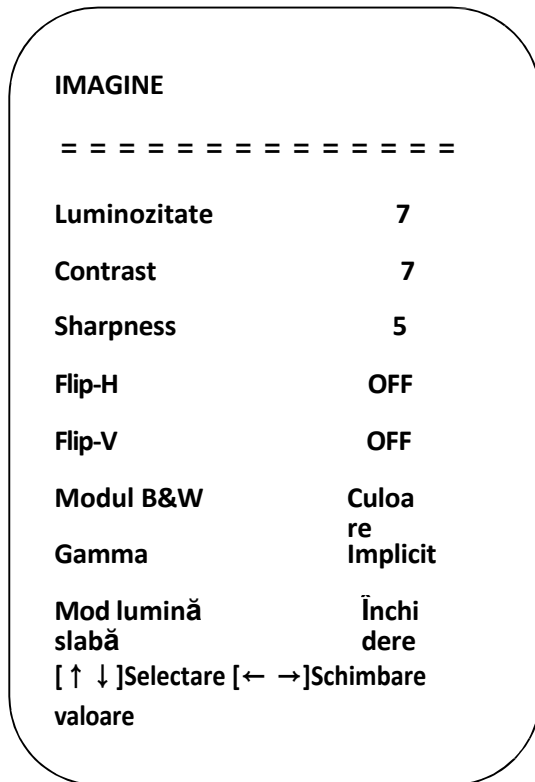 IMAGINE
= = = = = = = = = = = = = =
Luminozitate 7
Contrast 7
Sharpness 5
Flip-H OFF
Flip-V OFF
Modul B&W Culoa
re
Gamma Implicit
Mod lumină Închi
slabă dere
[ ↑ ↓ ]Selectare [← →]Schimbare
valoare